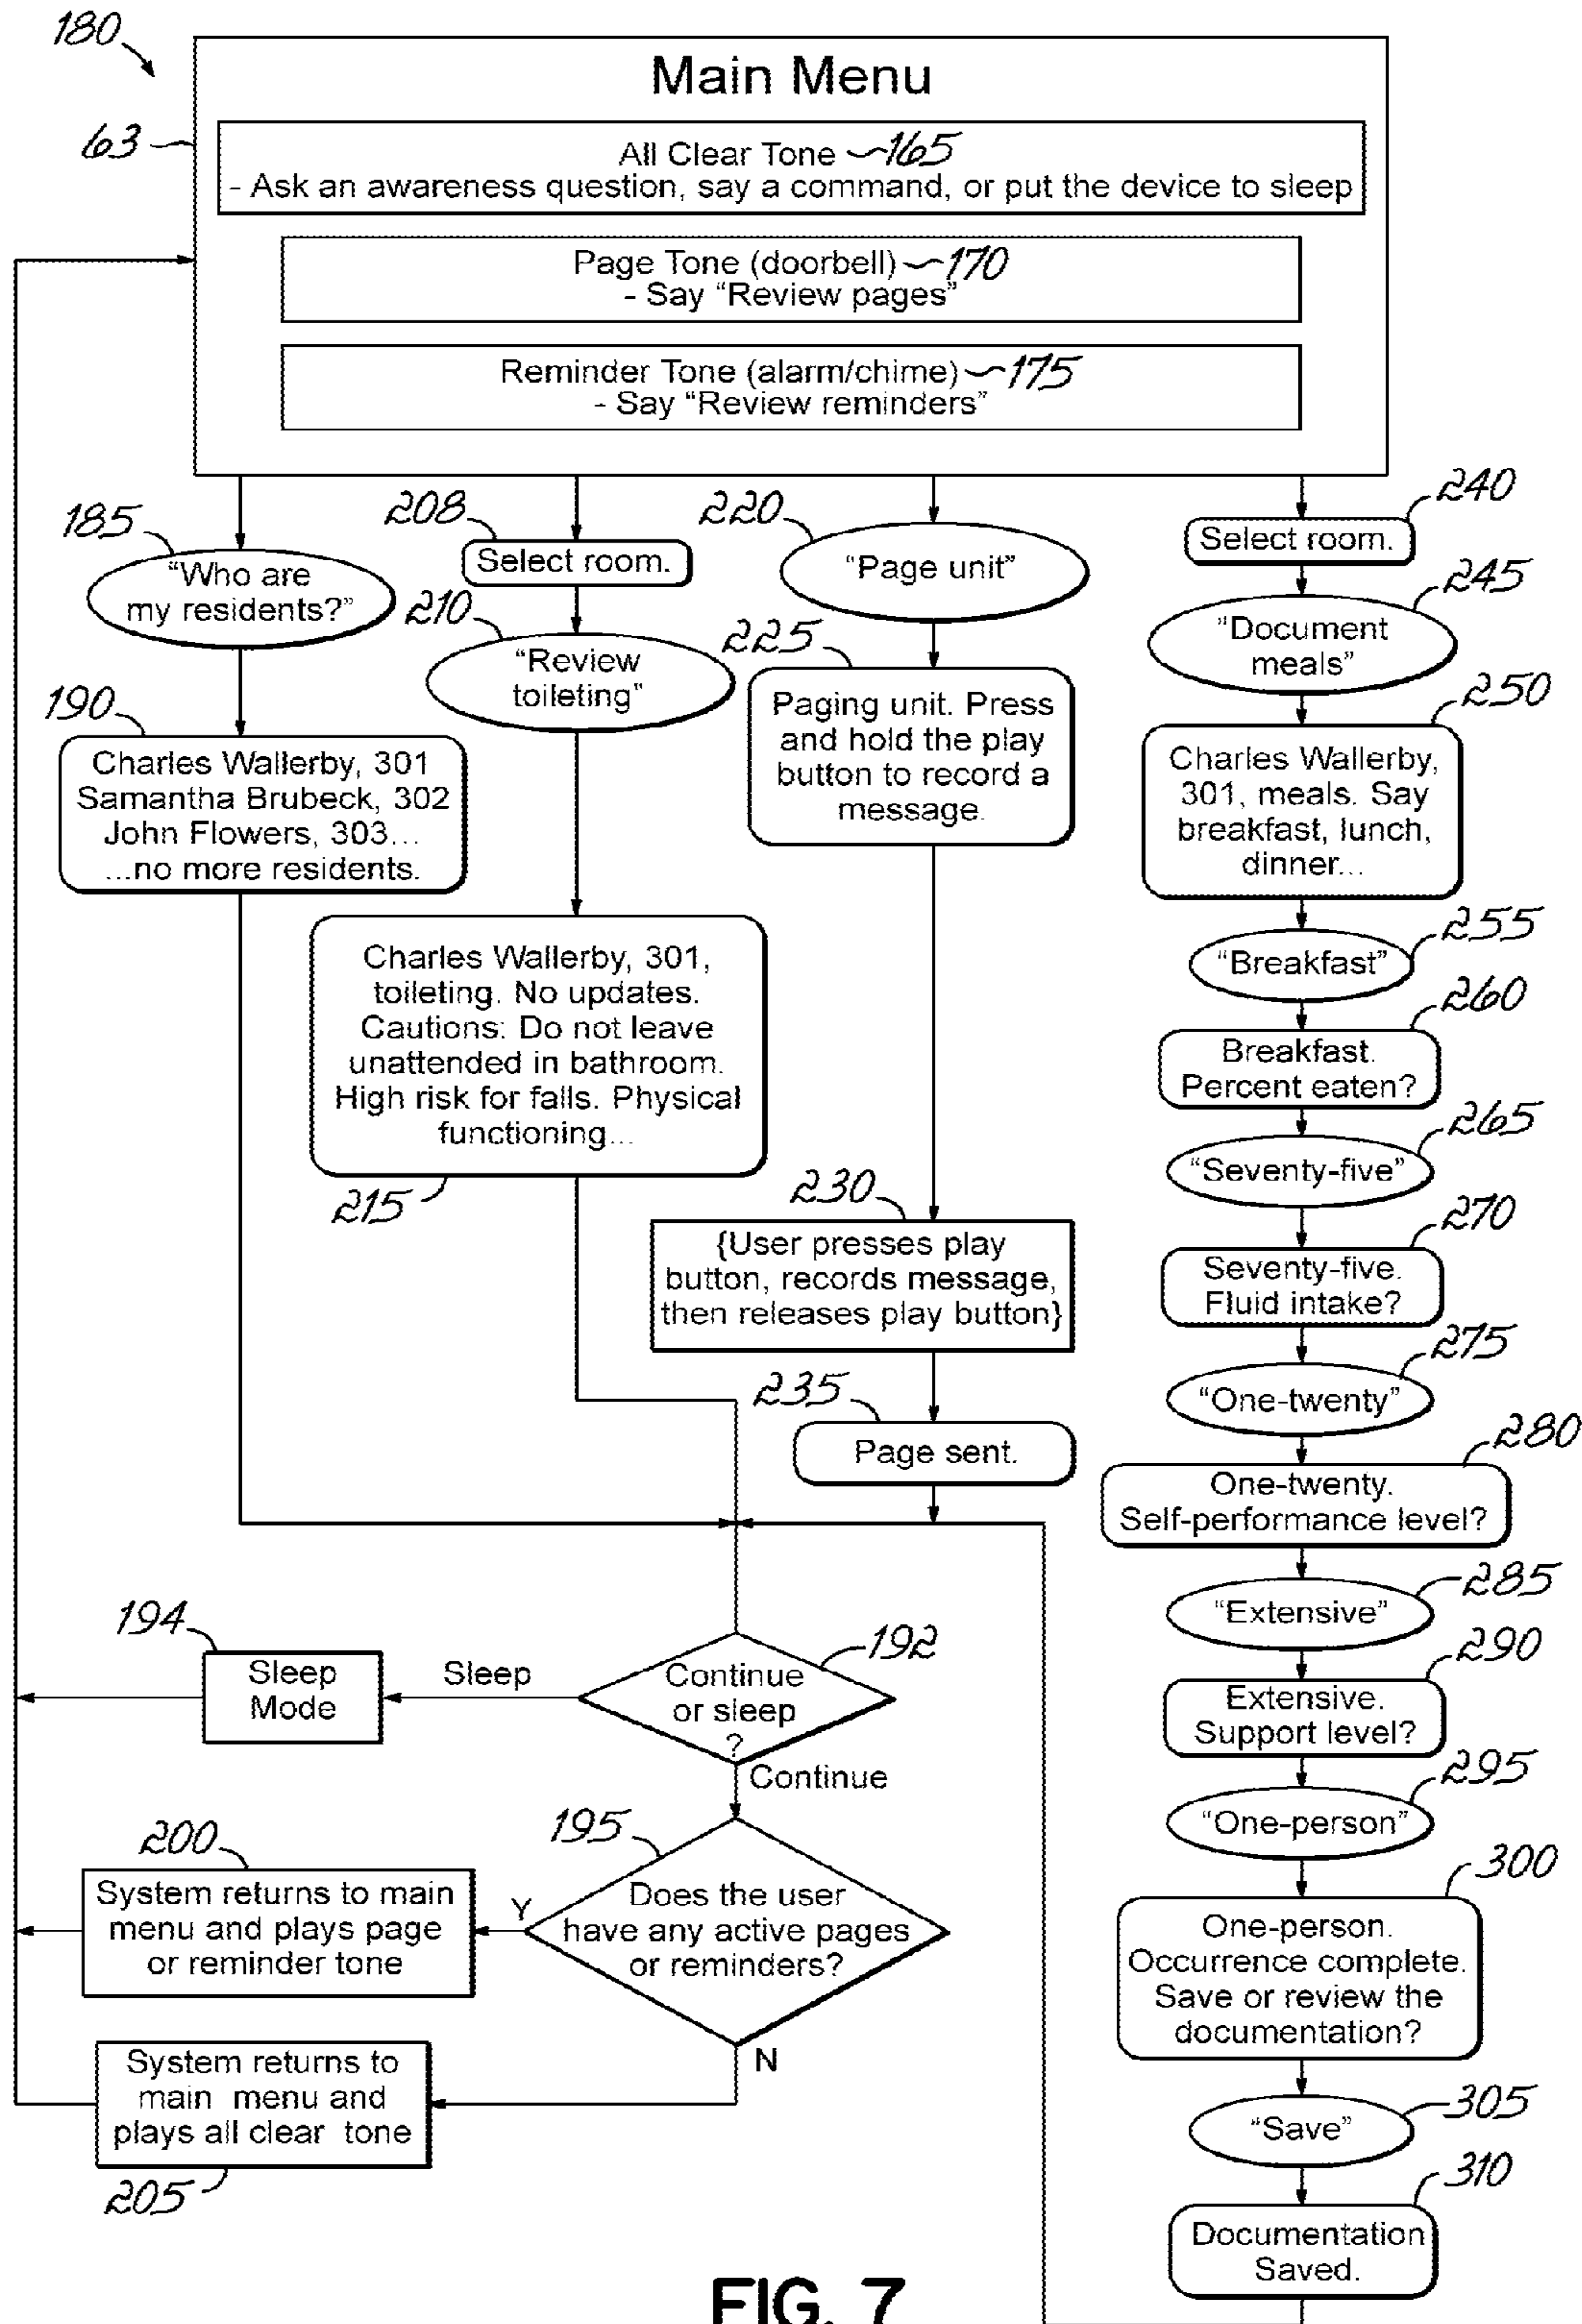 180
Main Menu
63
All Clear Tone 165
- Ask an awareness question, say a command, or put the device to sleep
Page Tone (doorbell) 170
- Say “Review pages”
Reminder Tone (alarm/chime) 175
- Say “Review reminders”
185
“Who are
my residents?”
190
Charles Wallerby, 301
Samantha Brubeck, 302
John Flowers, 303...
...no more residents.
208
Select room.
210
“Review
toileting”
Charles Wallerby, 301,
toileting. No updates.
Cautions: Do not leave
unattended in bathroom.
High risk for falls. Physical
functioning...
215
220
“Page unit”
225
Paging unit. Press
and hold the play
button to record a
message.
230
{User presses play
button, records message,
then releases play button}
235
Page sent.
240
Select room.
245
“Document
meals”
250
Charles Wallerby,
301, meals. Say
breakfast, lunch,
dinner...
255
“Breakfast”
260
Breakfast.
Percent eaten?
265
“Seventy-five”
270
Seventy-five.
Fluid intake?
275
“One-twenty”
280
One-twenty.
Self-performance level?
285
“Extensive”
290
Extensive.
Support level?
295
“One-person”
300
One-person.
Occurrence complete.
Save or review the
documentation?
305
“Save”
310
Documentation
Saved.
192
Continue
or sleep
?
Sleep
194
Sleep
Mode
Continue
195
Does the user
have any active pages
or reminders?
Y
200
System returns to main
menu and plays page
or reminder tone
N
System returns to
main menu and
plays all clear tone
205
FIG. 7